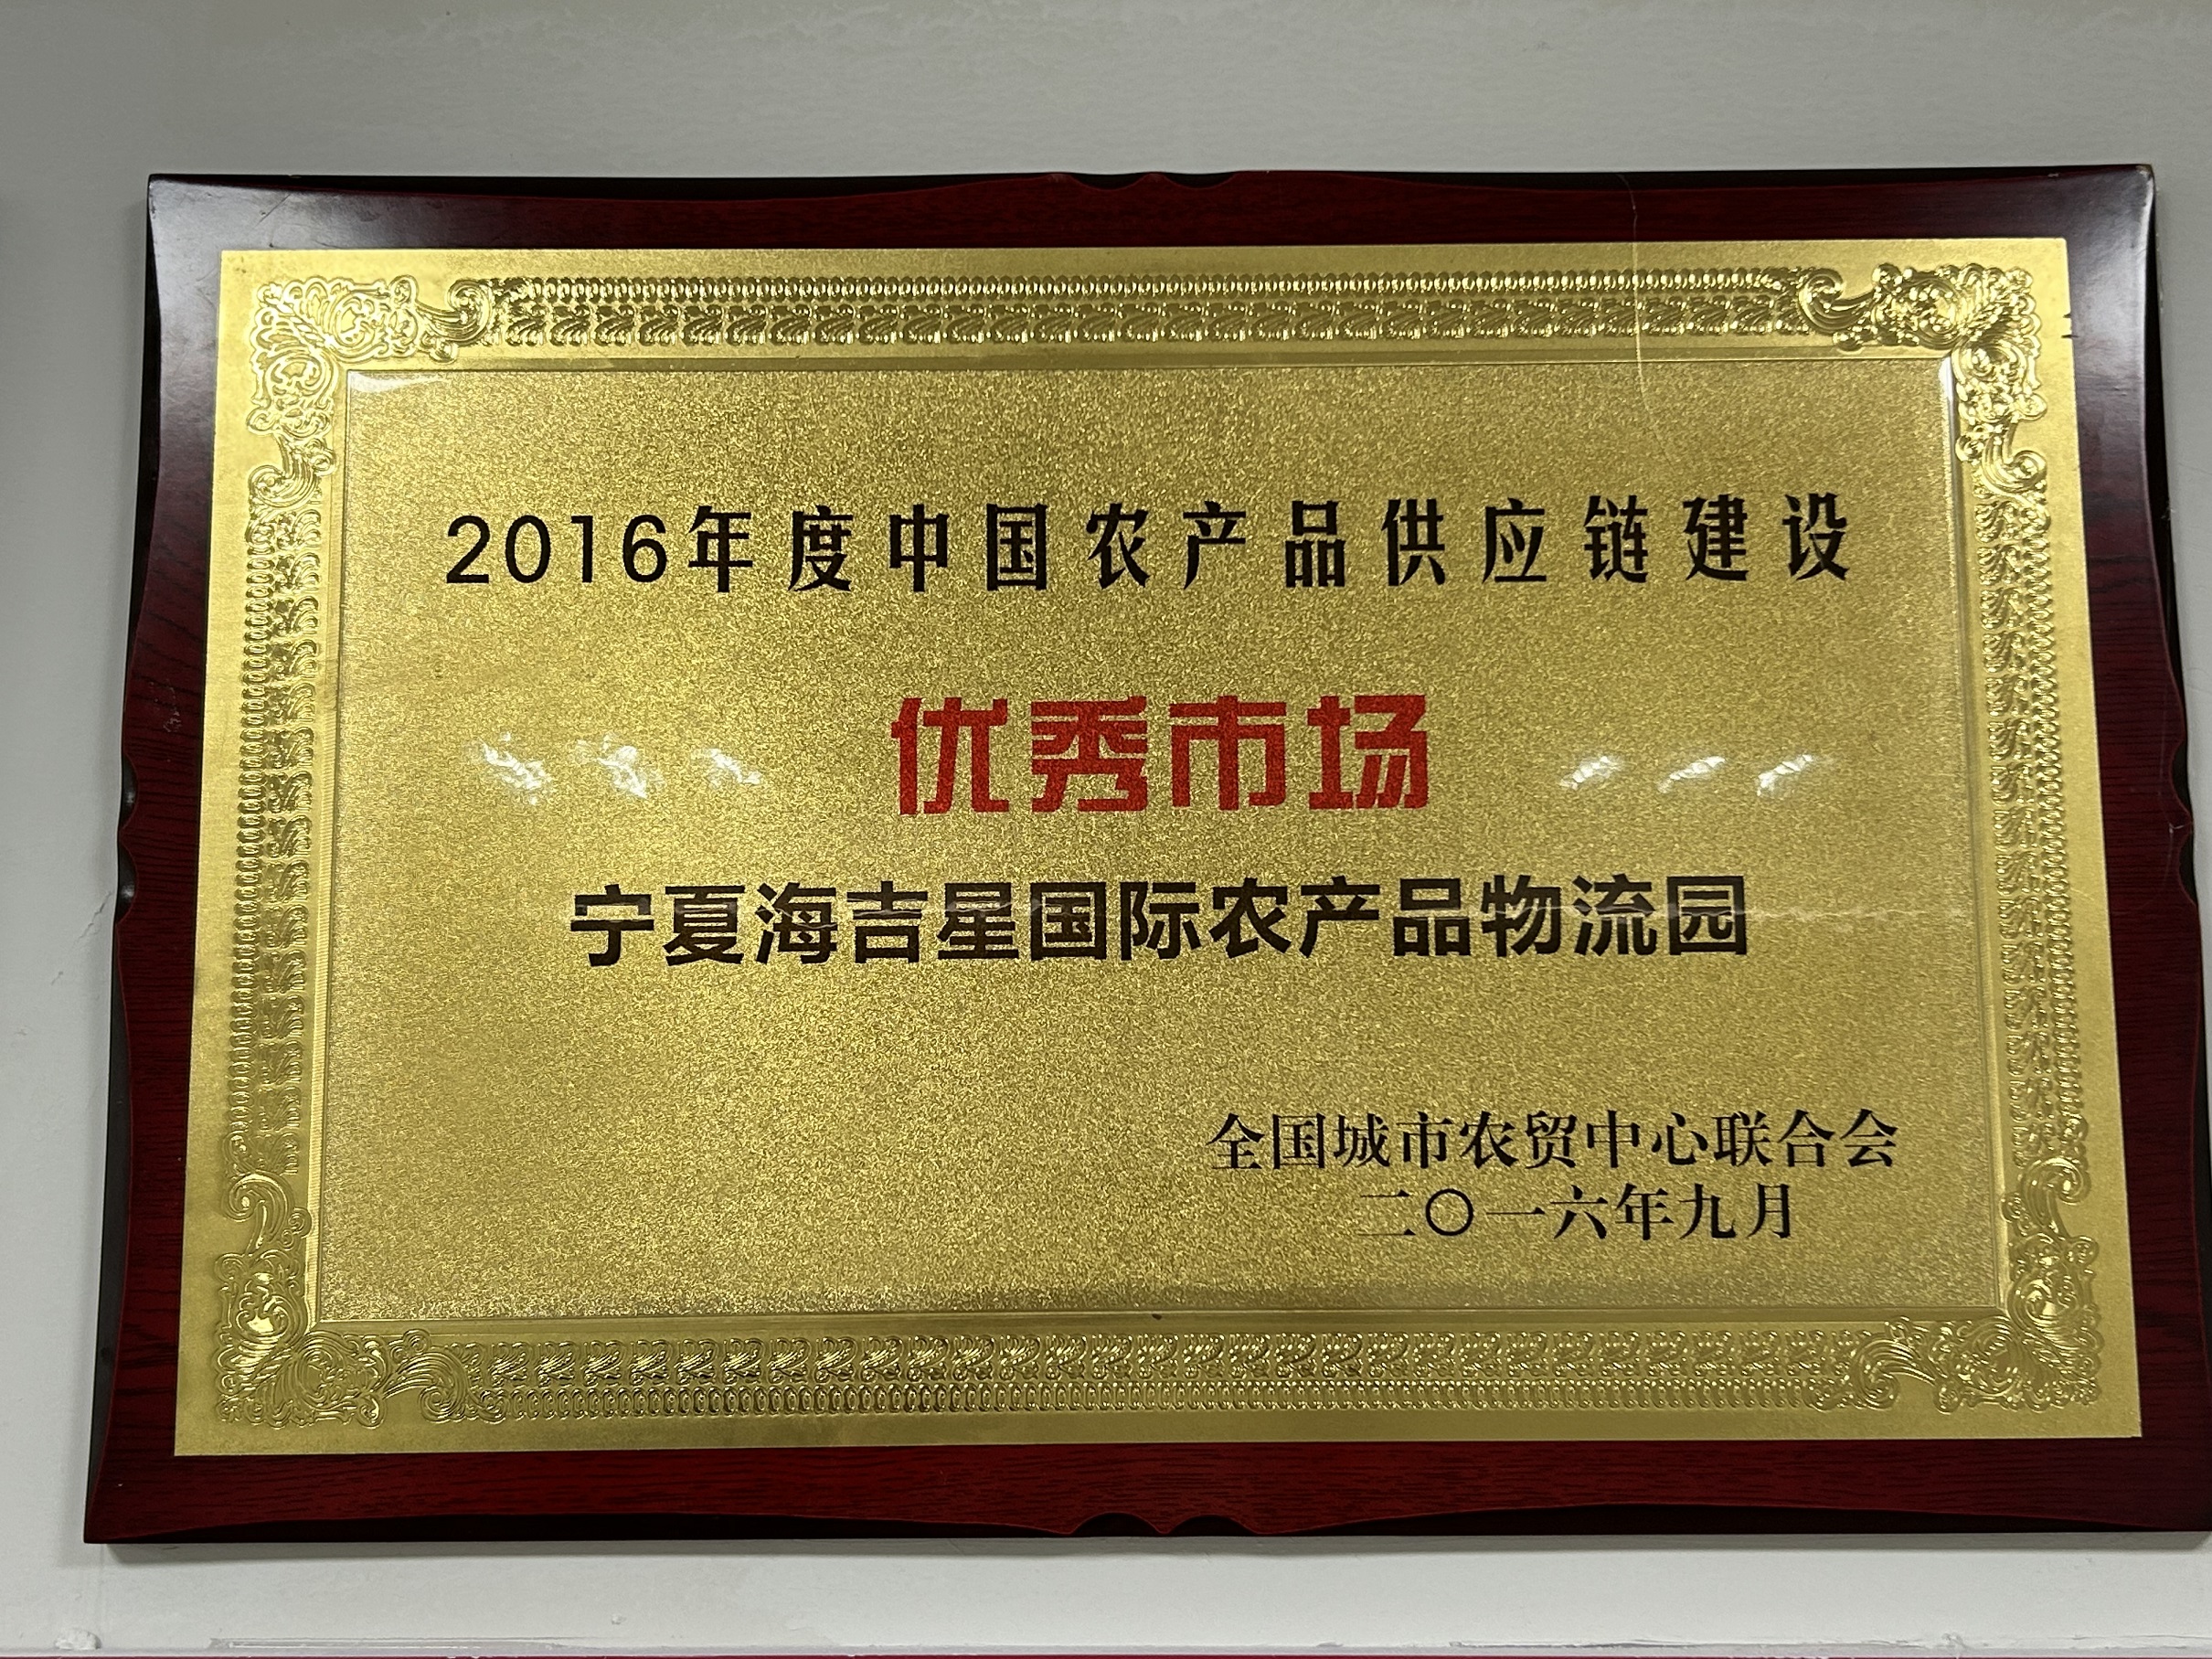 2016年度中国农产品供应链建设
优秀市场
宁夏海吉星国际农产品物流园
全国城市农贸中心联合会
二〇一六年九月